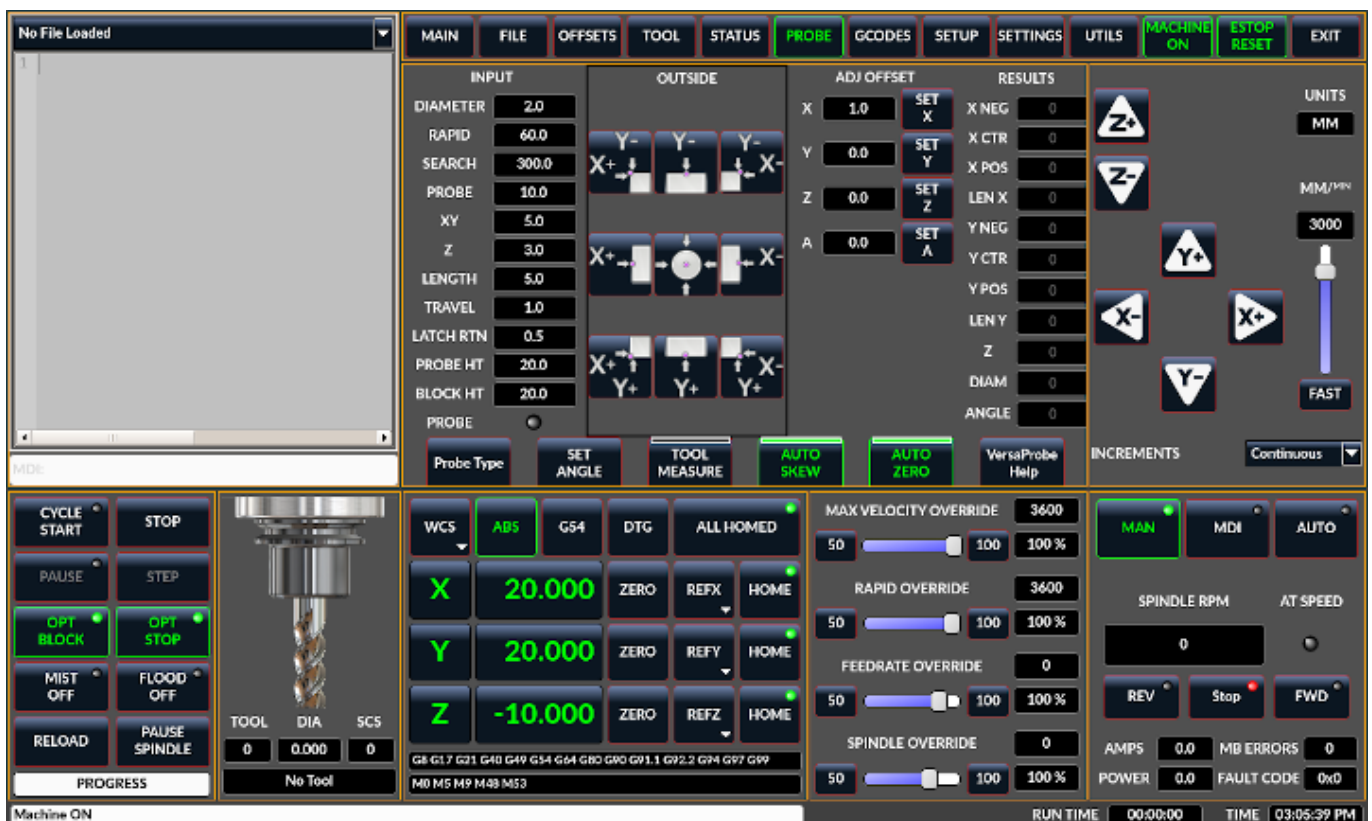 No File Loaded
MAIN FILE OFFSETS TOOL STATUS PROBE GCODES SETUP SETTINGS UTILS MACHINE ON ESTOP RESET EXIT
1
MDI:
INPUT
DIAMETER 2.0
RAPID 60.0
SEARCH 300.0
PROBE 10.0
XY 5.0
Z 3.0
LENGTH 5.0
TRAVEL 1.0
LATCH RTN 0.5
PROBE HT 20.0
BLOCK HT 20.0
PROBE
OUTSIDE
Y- Y- Y-
X+ X-
X+ X-
X+ X-
Y+ Y+ Y+
ADJ OFFSET
X 1.0 SET X
Y 0.0 SET Y
Z 0.0 SET Z
A 0.0 SET A
RESULTS
X NEG 0
X CTR 0
X POS 0
LEN X 0
Y NEG 0
Y CTR 0
Y POS 0
LEN Y 0
Z 0
DIAM 0
ANGLE 0
Probe Type SET ANGLE TOOL MEASURE AUTO SKEW AUTO ZERO VersaProbe Help
Z+
Z-
Y+
X- X+
Y-
UNITS
MM
MM/MIN
3000
FAST
INCREMENTS Continuous
CYCLE START STOP
PAUSE STEP
OPT BLOCK OPT STOP
MIST OFF FLOOD OFF
RELOAD PAUSE SPINDLE
PROGRESS
TOOL DIA SCS
0 0.000 0
No Tool
WCS ABS G54 DTG ALL HOMED
X 20.000 ZERO REFX HOME
Y 20.000 ZERO REFY HOME
Z -10.000 ZERO REFZ HOME
G8 G17 G21 G40 G49 G54 G64 G80 G90 G91.1 G92.2 G94 G97 G99
M0 M5 M9 M48 M53
MAX VELOCITY OVERRIDE 3600
50 100 100 %
RAPID OVERRIDE 3600
50 100 100 %
FEEDRATE OVERRIDE 0
50 100 100 %
SPINDLE OVERRIDE 0
50 100 100 %
MAN MDI AUTO
SPINDLE RPM AT SPEED
0
REV Stop FWD
AMPS 0.0 MB ERRORS 0
POWER 0.0 FAULT CODE 0x0
Machine ON
RUN TIME 00:00:00 TIME 03:05:39 PM